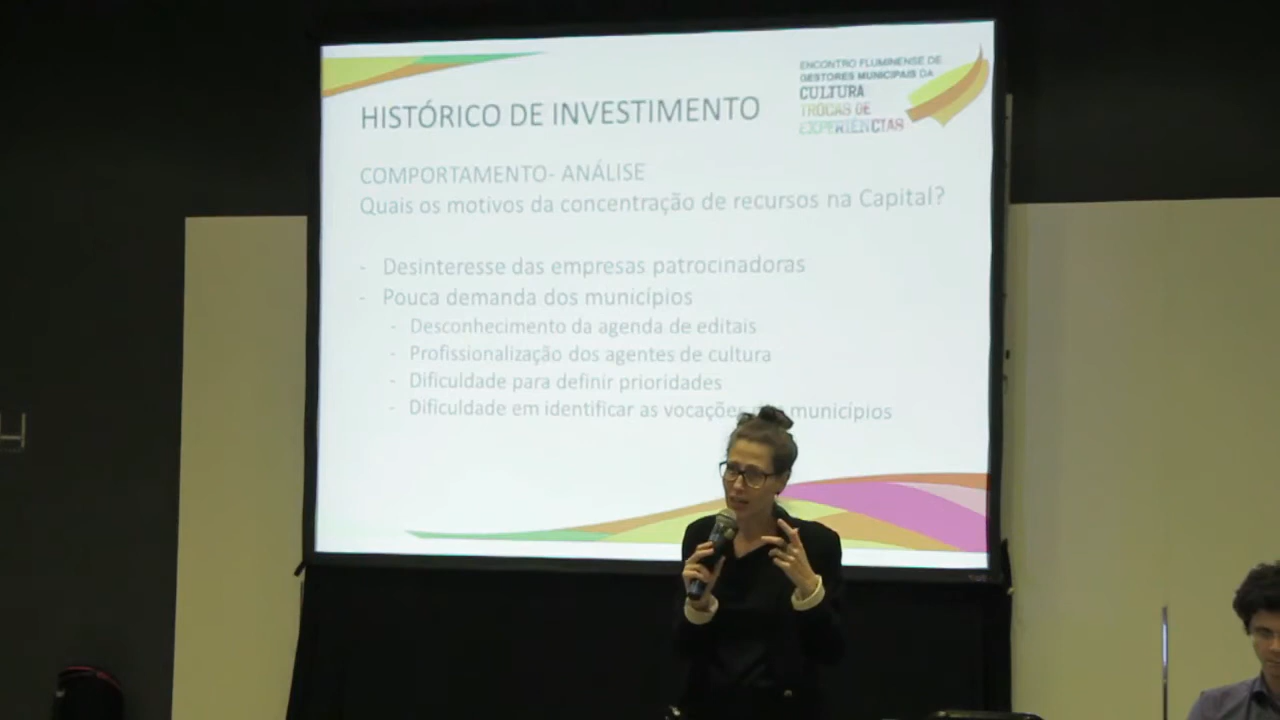 ENCONTRO FLUMINENSE DE
GESTORES MUNICIPAIS DA
CULTURA
TROCAS DE
EXPERIÊNCIAS
HISTÓRICO DE INVESTIMENTO
COMPORTAMENTO- ANÁLISE
Quais os motivos da concentração de recursos na Capital?
- Desinteresse das empresas patrocinadoras
- Pouca demanda dos municípios
- Desconhecimento da agenda de editais
- Profissionalização dos agentes de cultura
- Dificuldade para definir prioridades
- Dificuldade em identificar as vocações municípios
H